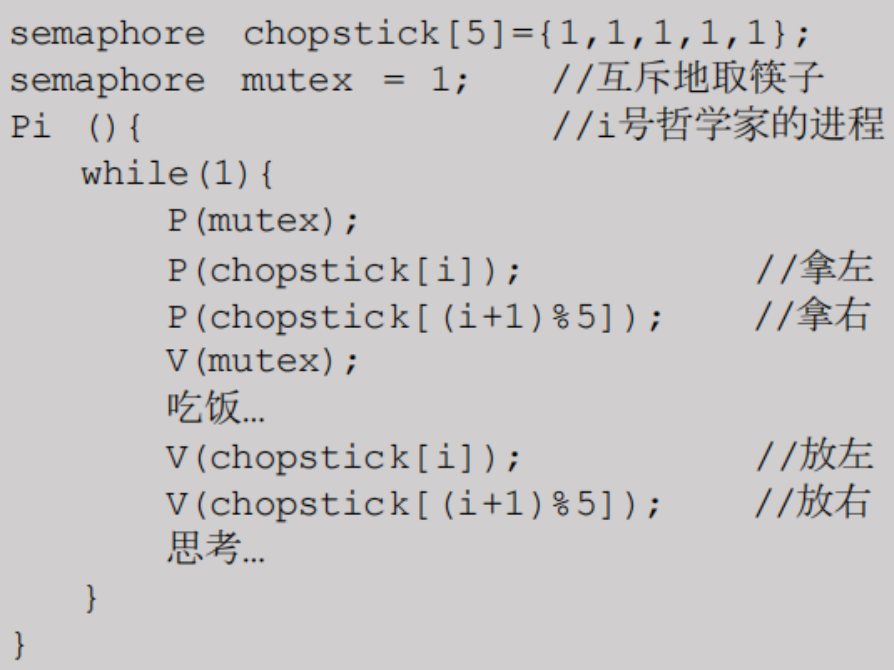 semaphore chopstick[5]={1,1,1,1,1};
semaphore mutex = 1; //互斥地取筷子
Pi (){ //i号哲学家的进程
while(1){
P(mutex);
P(chopstick[i]); //拿左
P(chopstick[(i+1)%5]); //拿右
V(mutex);
吃饭…
V(chopstick[i]); //放左
V(chopstick[(i+1)%5]); //放右
思考…
}
}